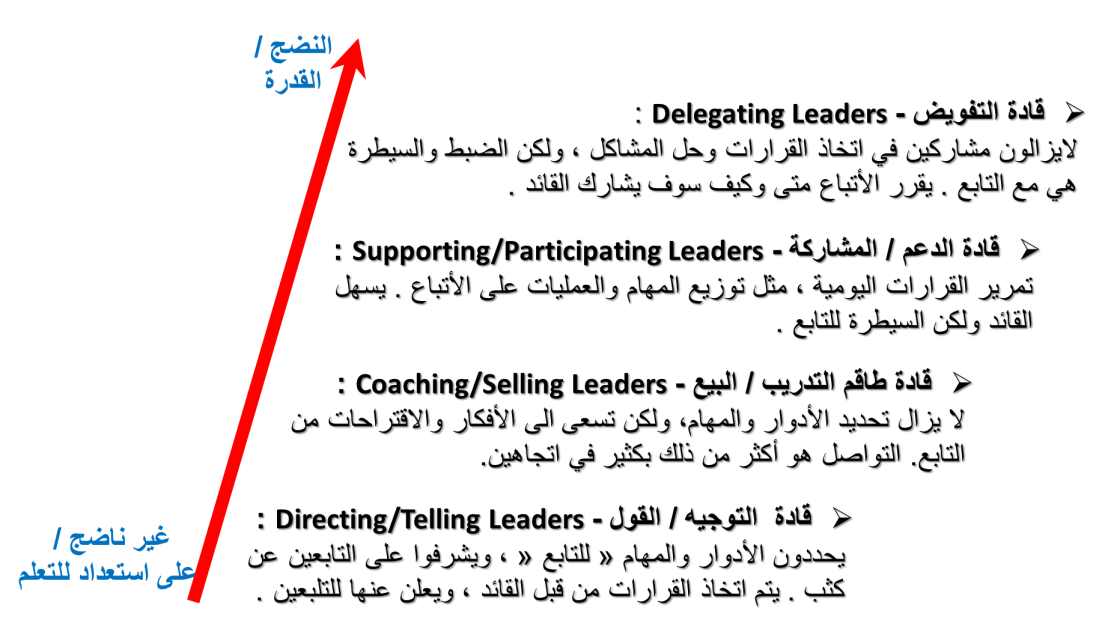 النضج /
القدرة
➢ قادة التفويض - Delegating Leaders :
لايزالون مشاركين في اتخاذ القرارات وحل المشاكل ، ولكن الضبط والسيطرة
هي مع التابع . يقرر الأتباع متى وكيف سوف يشارك القائد .
➢ قادة الدعم / المشاركة - Supporting/Participating Leaders :
تمرير القرارات اليومية ، مثل توزيع المهام والعمليات على الأتباع . يسهل
القائد ولكن السيطرة للتابع .
➢ قادة طاقم التدريب / البيع - Coaching/Selling Leaders :
لا يزال تحديد الأدوار والمهام، ولكن تسعى الى الأفكار والاقتراحات من
التابع. التواصل هو أكثر من ذلك بكثير في اتجاهين.
➢ قادة التوجيه / القول - Directing/Telling Leaders :
يحددون الأدوار والمهام « للتابع « ، ويشرفوا على التابعين عن
كثب . يتم اتخاذ القرارات من قبل القائد ، ويعلن عنها للتلبعين .
غير ناضج /
على استعداد للتعلم